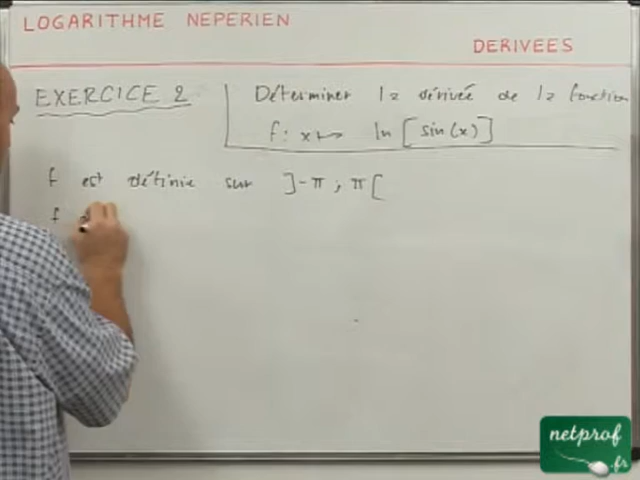 LOGARITHME NEPERIEN
DERIVEES
EXERCICE 2
Déterminer la dérivée de la fonction
f: x ↦ ln [sin(x)]
f est définie sur ]-π ; π[
f
netprof
.fr